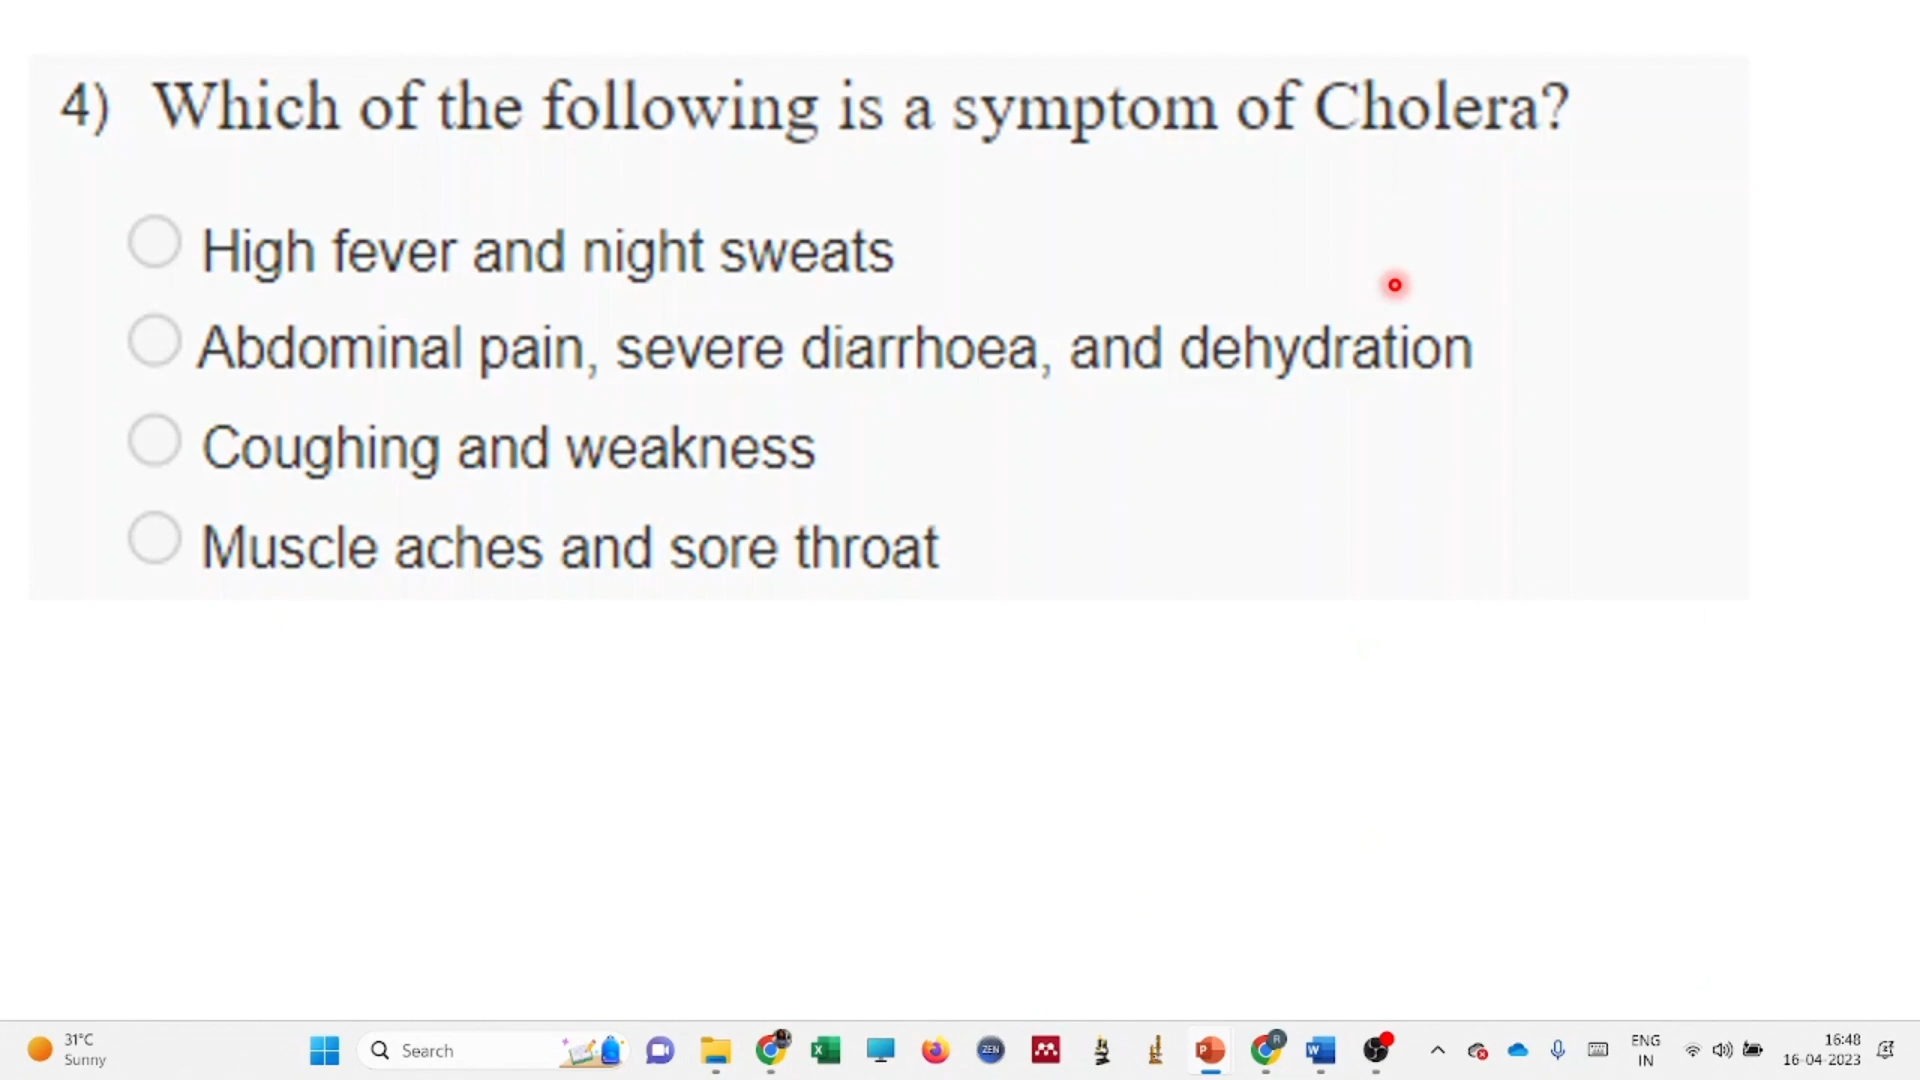 4) Which of the following is a symptom of Cholera?
High fever and night sweats
Abdominal pain, severe diarrhoea, and dehydration
Coughing and weakness
Muscle aches and sore throat
31°C
Sunny
Search
ZEN
ENG
IN
16:48
16-04-2023